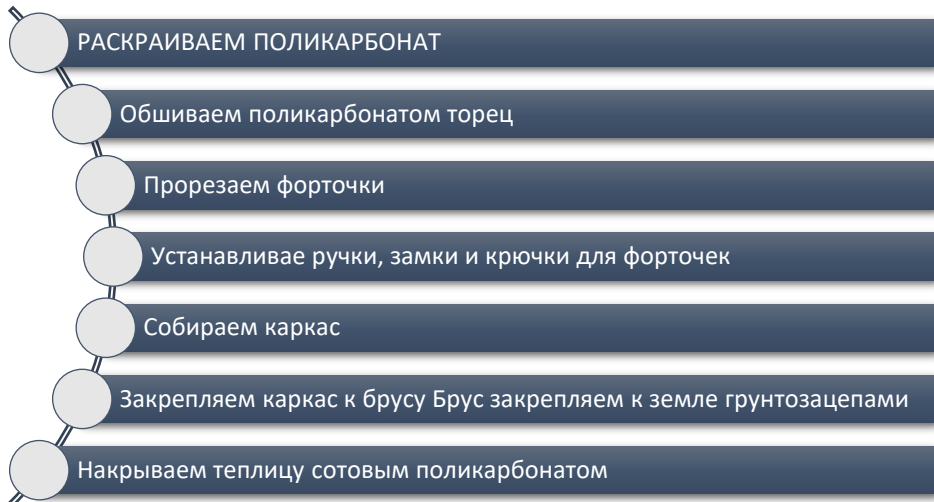 РАСКРАИВАЕМ ПОЛИКАРБОНАТ
Обшиваем поликарбонатом торец
Прорезаем форточки
Устанавливае ручки, замки и крючки для форточек
Собираем каркас
Закрепляем каркас к брусу Брус закрепляем к земле грунтозацепами
Накрываем теплицу сотовым поликарбонатом